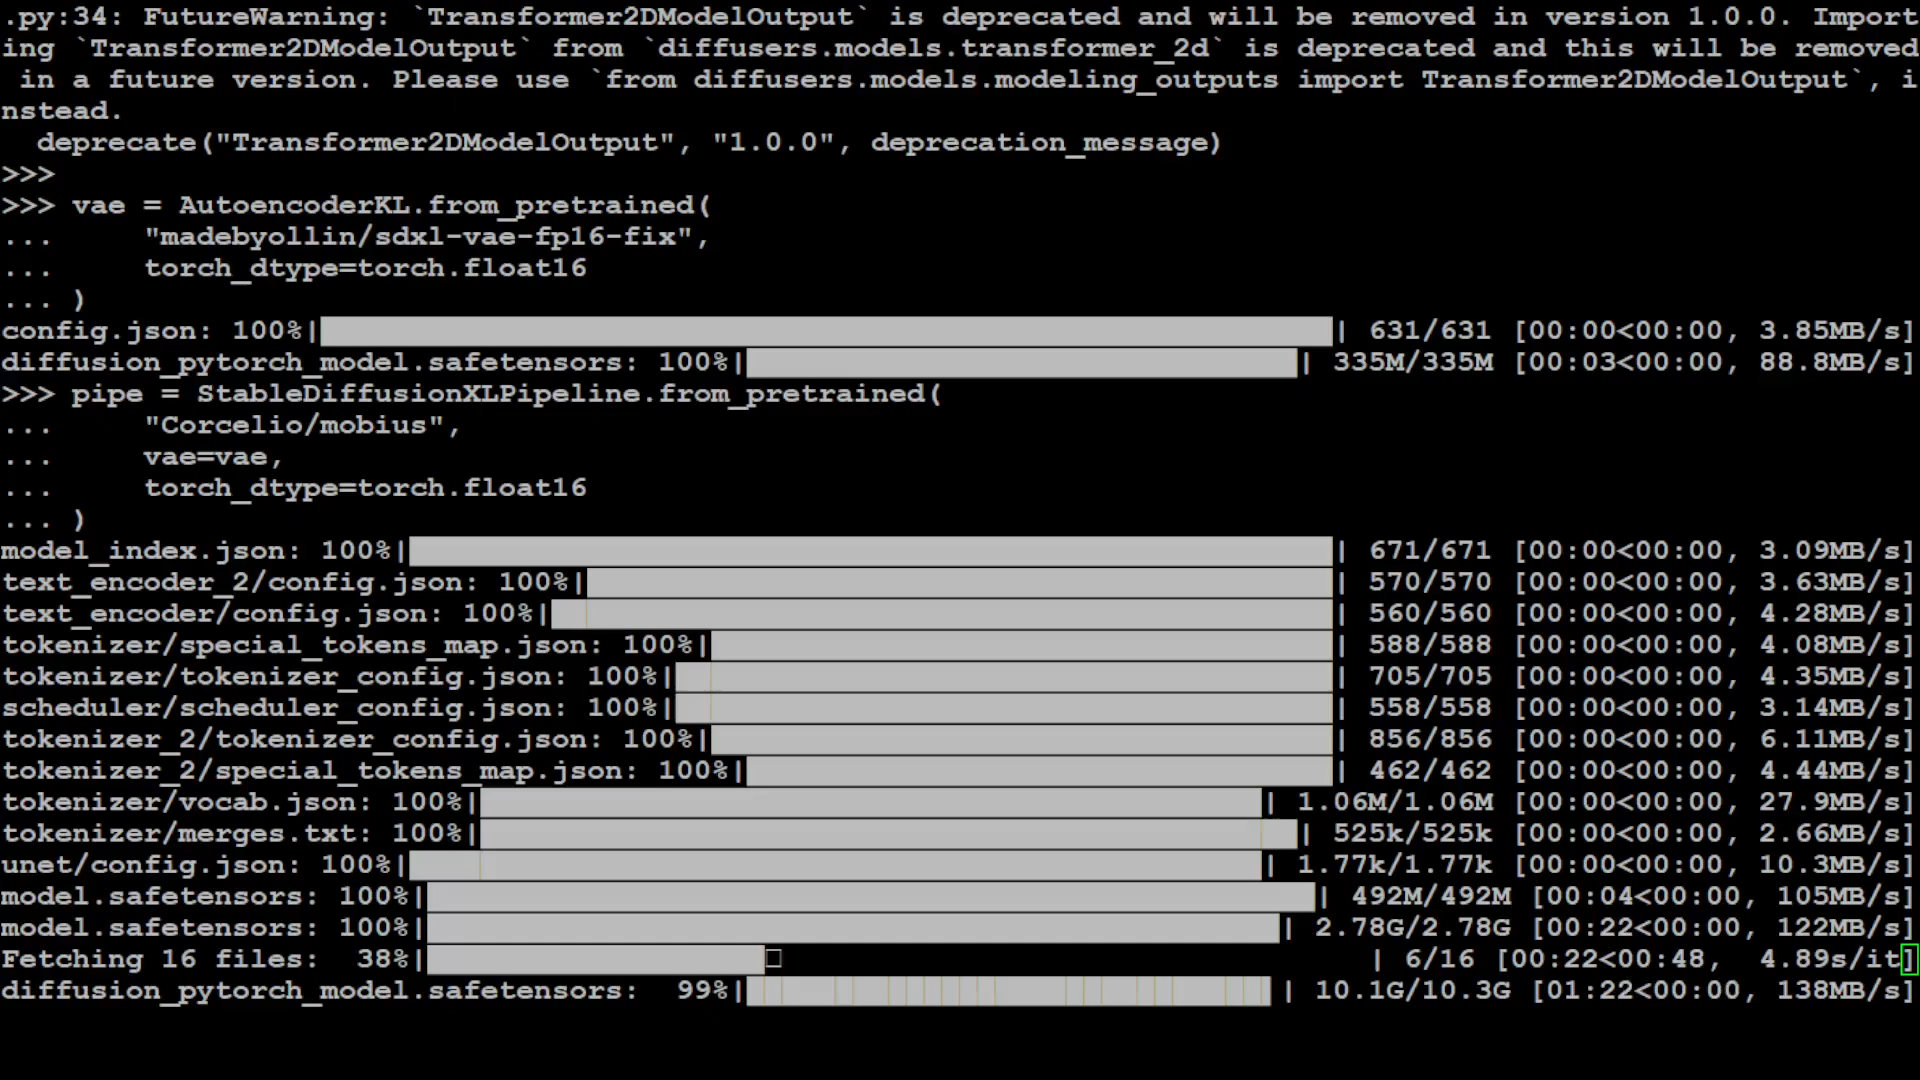 .py:34: FutureWarning: `Transformer2DModelOutput` is deprecated and will be removed in version 1.0.0. Import
ing `Transformer2DModelOutput` from `diffusers.models.transformer_2d` is deprecated and this will be removed
 in a future version. Please use `from diffusers.models.modeling_outputs import Transformer2DModelOutput`, i
nstead.
  deprecate("Transformer2DModelOutput", "1.0.0", deprecation_message)
>>>
>>> vae = AutoencoderKL.from_pretrained(
...     "madebyollin/sdxl-vae-fp16-fix",
...     torch_dtype=torch.float16
... )
config.json: 100%| | 631/631 [00:00<00:00, 3.85MB/s]
diffusion_pytorch_model.safetensors: 100%| | 335M/335M [00:03<00:00, 88.8MB/s]
>>> pipe = StableDiffusionXLPipeline.from_pretrained(
...     "Corcelio/mobius",
...     vae=vae,
...     torch_dtype=torch.float16
... )
model_index.json: 100%| | 671/671 [00:00<00:00, 3.09MB/s]
text_encoder_2/config.json: 100%| | 570/570 [00:00<00:00, 3.63MB/s]
text_encoder/config.json: 100%| | 560/560 [00:00<00:00, 4.28MB/s]
tokenizer/special_tokens_map.json: 100%| | 588/588 [00:00<00:00, 4.08MB/s]
tokenizer/tokenizer_config.json: 100%| | 705/705 [00:00<00:00, 4.35MB/s]
scheduler/scheduler_config.json: 100%| | 558/558 [00:00<00:00, 3.14MB/s]
tokenizer_2/tokenizer_config.json: 100%| | 856/856 [00:00<00:00, 6.11MB/s]
tokenizer_2/special_tokens_map.json: 100%| | 462/462 [00:00<00:00, 4.44MB/s]
tokenizer/vocab.json: 100%| | 1.06M/1.06M [00:00<00:00, 27.9MB/s]
tokenizer/merges.txt: 100%| | 525k/525k [00:00<00:00, 2.66MB/s]
unet/config.json: 100%| | 1.77k/1.77k [00:00<00:00, 10.3MB/s]
model.safetensors: 100%| | 492M/492M [00:04<00:00, 105MB/s]
model.safetensors: 100%| | 2.78G/2.78G [00:22<00:00, 122MB/s]
Fetching 16 files:  38%| | 6/16 [00:22<00:48,  4.89s/it]
diffusion_pytorch_model.safetensors:  99%| | 10.1G/10.3G [01:22<00:00, 138MB/s]